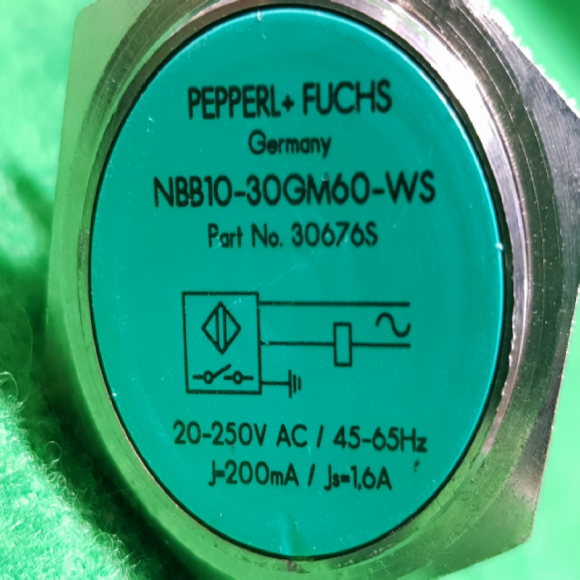 PEPPERL+ FUCHS
Germany
NBB10-30GM60-WS
Part No. 30676S
20-250V AC / 45-65Hz
J=200mA / Js=1,6A